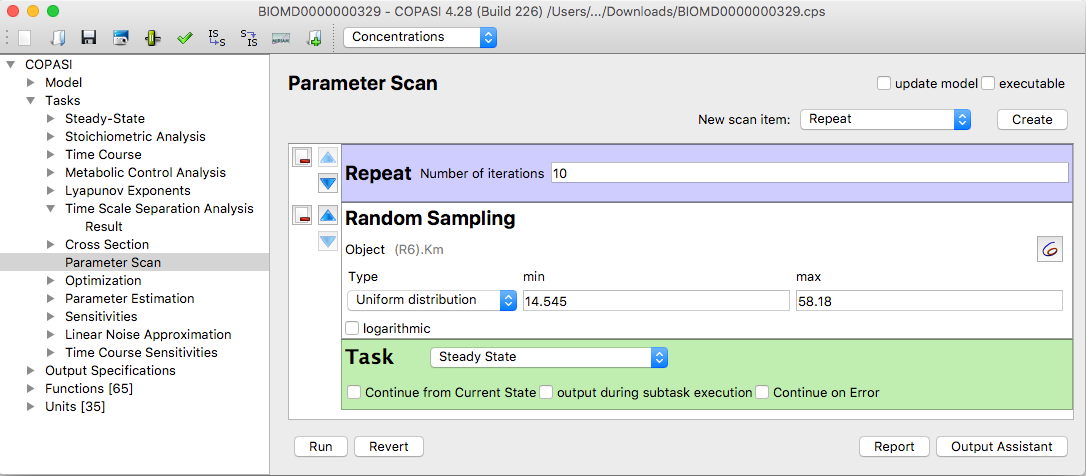 BIOMD0000000329 - COPASI 4.28 (Build 226) /Users/.../Downloads/BIOMD0000000329.cps
IS
S
S
IS
MIRIAM
Concentrations
COPASI
Model
Tasks
Steady-State
Stoichiometric Analysis
Time Course
Metabolic Control Analysis
Lyapunov Exponents
Time Scale Separation Analysis
Result
Cross Section
Parameter Scan
Optimization
Parameter Estimation
Sensitivities
Linear Noise Approximation
Time Course Sensitivities
Output Specifications
Functions [65]
Units [35]
Parameter Scan
update model executable
New scan item: Repeat Create
Repeat Number of iterations 10
Random Sampling
Object (R6).Km
Type min max
Uniform distribution 14.545 58.18
logarithmic
Task Steady State
Continue from Current State output during subtask execution Continue on Error
Run Revert Report Output Assistant